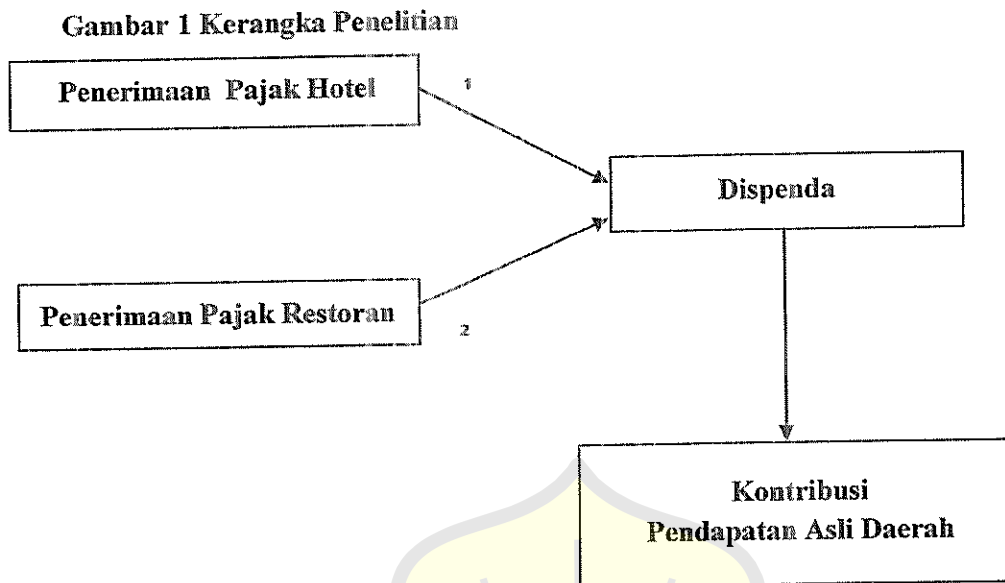 Gambar 1 Kerangka Penelitian
Penerimaan Pajak Hotel
1
Dispenda
Penerimaan Pajak Restoran
2
Kontribusi
Pendapatan Asli Daerah